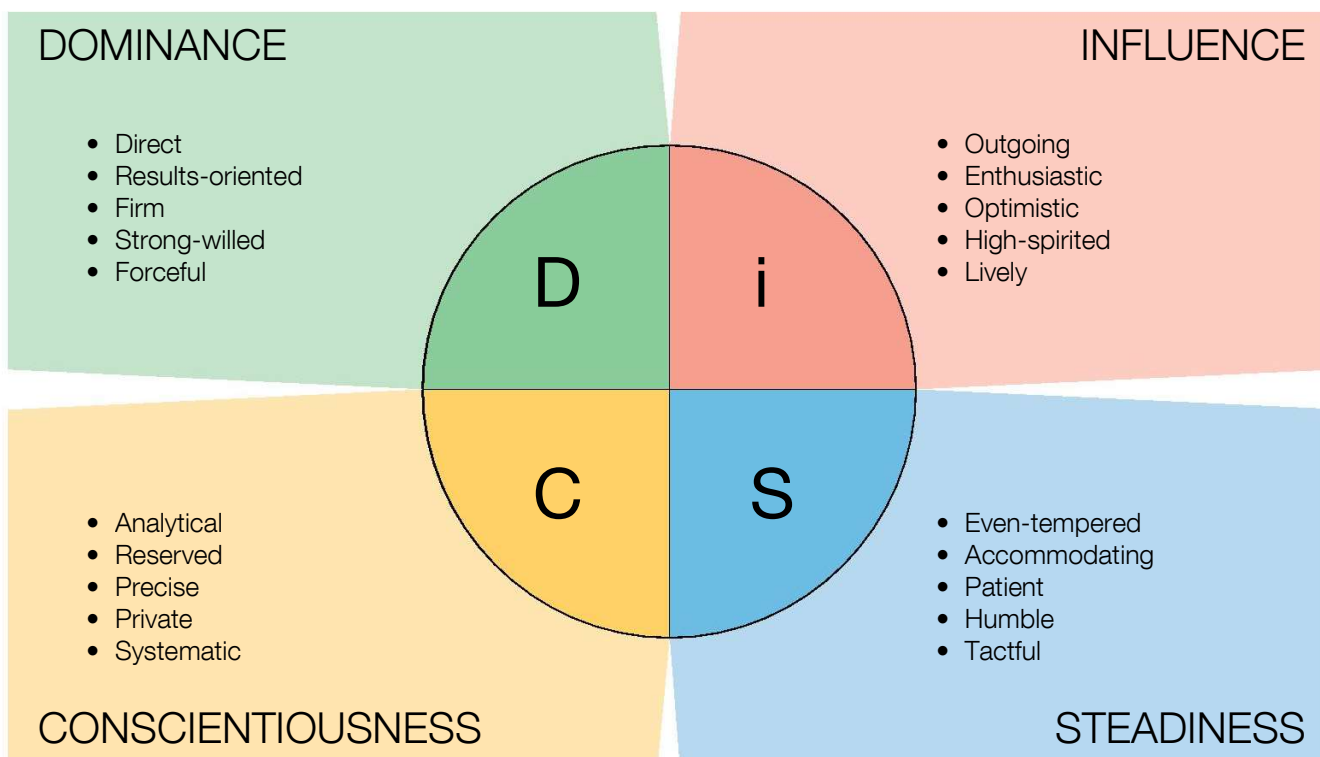 DOMINANCE
• Direct
• Results-oriented
• Firm
• Strong-willed
• Forceful
INFLUENCE
• Outgoing
• Enthusiastic
• Optimistic
• High-spirited
• Lively
D
i
C
S
• Analytical
• Reserved
• Precise
• Private
• Systematic
CONSCIENTIOUSNESS
• Even-tempered
• Accommodating
• Patient
• Humble
• Tactful
STEADINESS